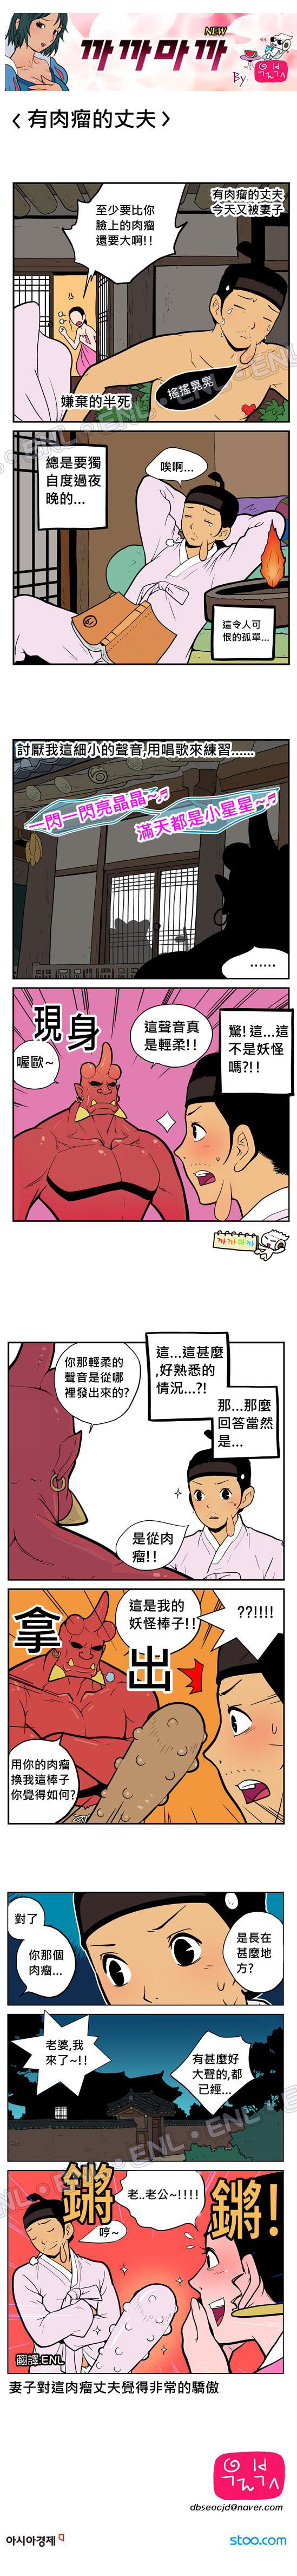 NEW
까까마까
By.
〈有肉瘤的丈夫〉
有肉瘤的丈夫
今天又被妻子
至少要比你
臉上的肉瘤
還要大啊!!
搖搖晃晃
嫌棄的半死
總是要獨
自度過夜
晚的...
唉啊...
這令人可
恨的孤單...
討厭我這細小的聲音,用唱歌來練習......
一閃一閃亮晶晶~♬
滿天都是小星星~♬
......
現身
喔歐~
這聲音真
是輕柔!!
驚! 這...這
不是妖怪
嗎?!!
까까마까
你那輕柔的
聲音是從哪
裡發出來的?
這...這甚麼
,好熟悉的
情況...?!
那...那麼
回答當然
是...
是從肉
瘤!!
拿出
這是我的
妖怪棒子!!
??!!!!
用你的肉瘤
換我這棒子
你覺得如何?
對了
你那個
肉瘤...
是長在
甚麼地
方?
老婆,我
來了~!!
有甚麼好
大聲的,都
已經...
鏘鏘!
哼~
老..老公~!!!!
翻譯:ENL
妻子對這肉瘤丈夫覺得非常的驕傲
dbseocjd@naver.com
아시아경제
stoo.com
ENL·ENL·ENL